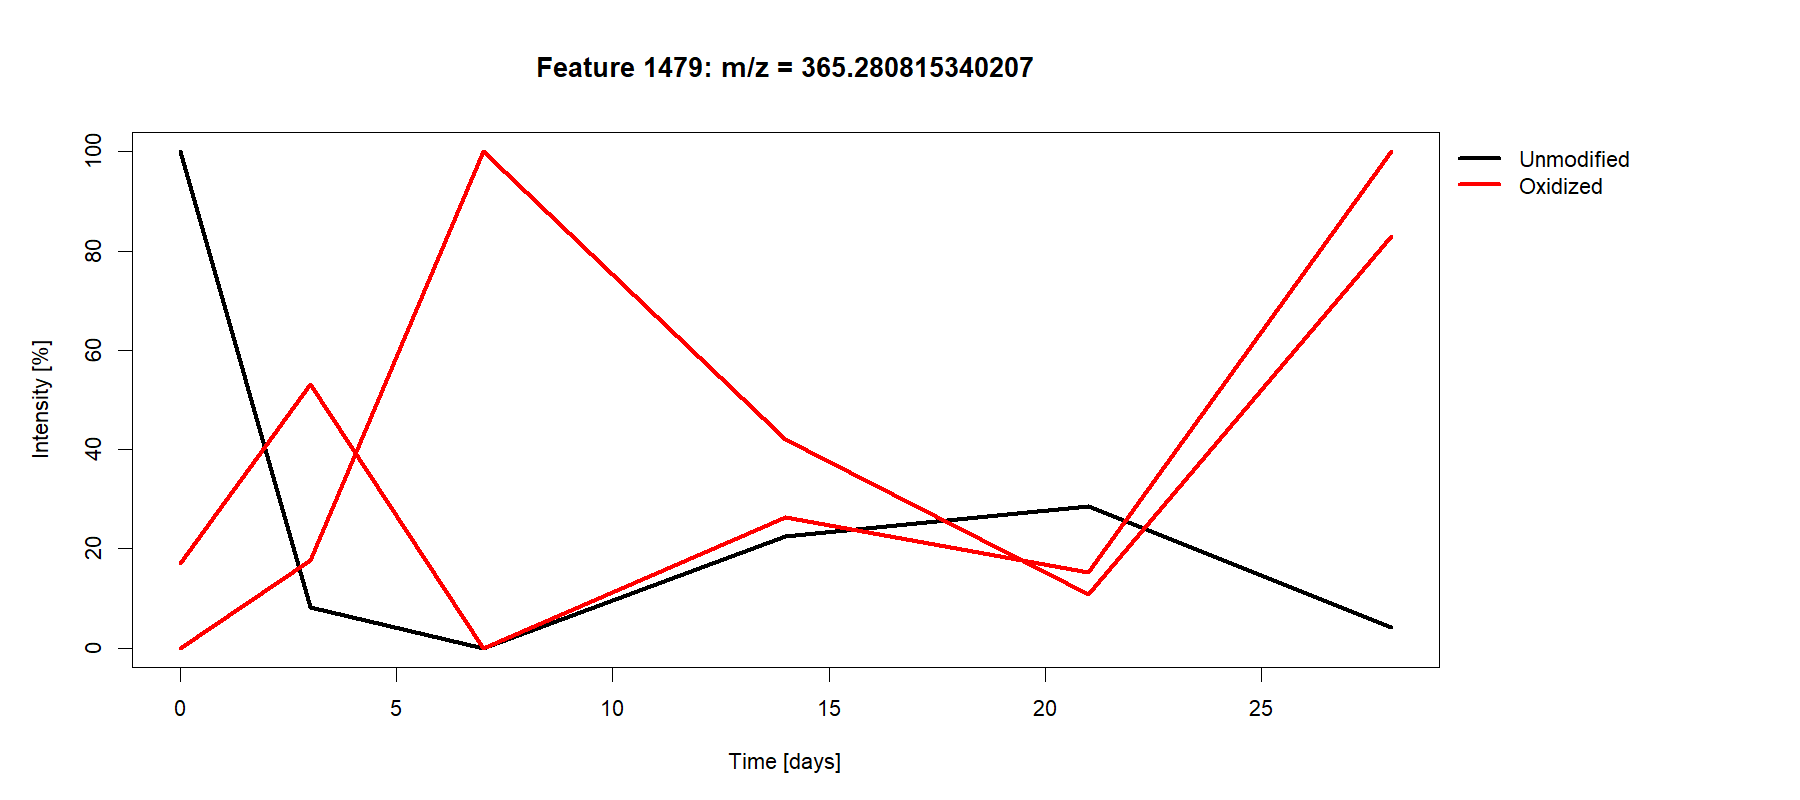 Feature 1479: m/z = 365.280815340207
Unmodified
Oxidized
100
80
60
40
20
0
Intensity [%]
0 5 10 15 20 25
Time [days]